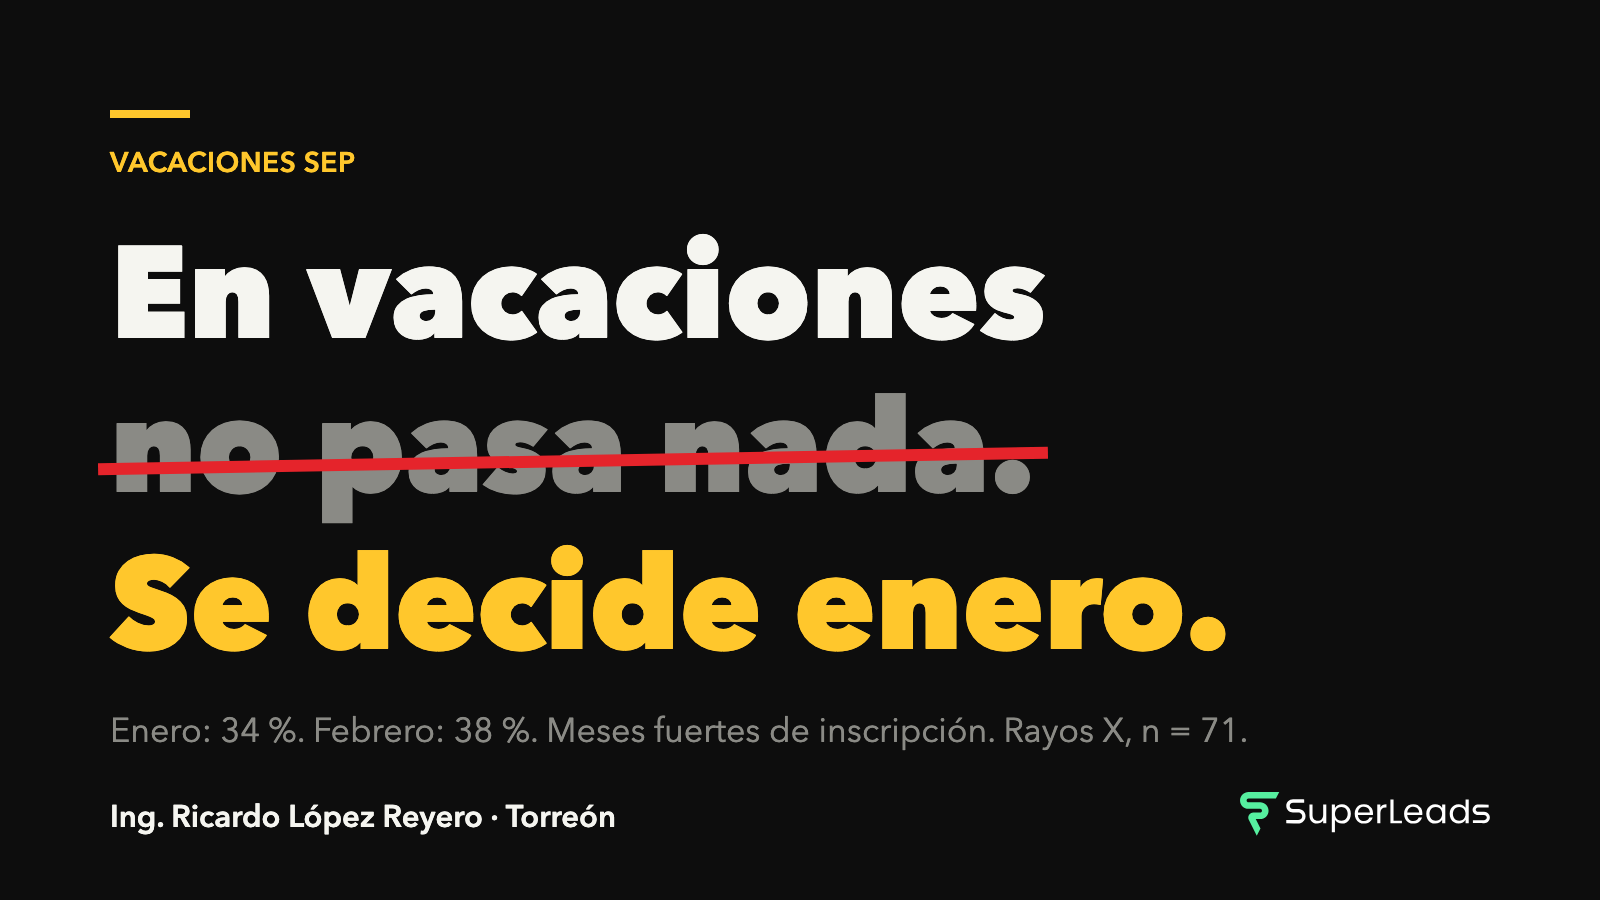 VACACIONES SEP
En vacaciones
no pasa nada.
Se decide enero.
Enero: 34 %. Febrero: 38 %. Meses fuertes de inscripción. Rayos X, n = 71.
Ing. Ricardo López Reyero · Torreón
SuperLeads